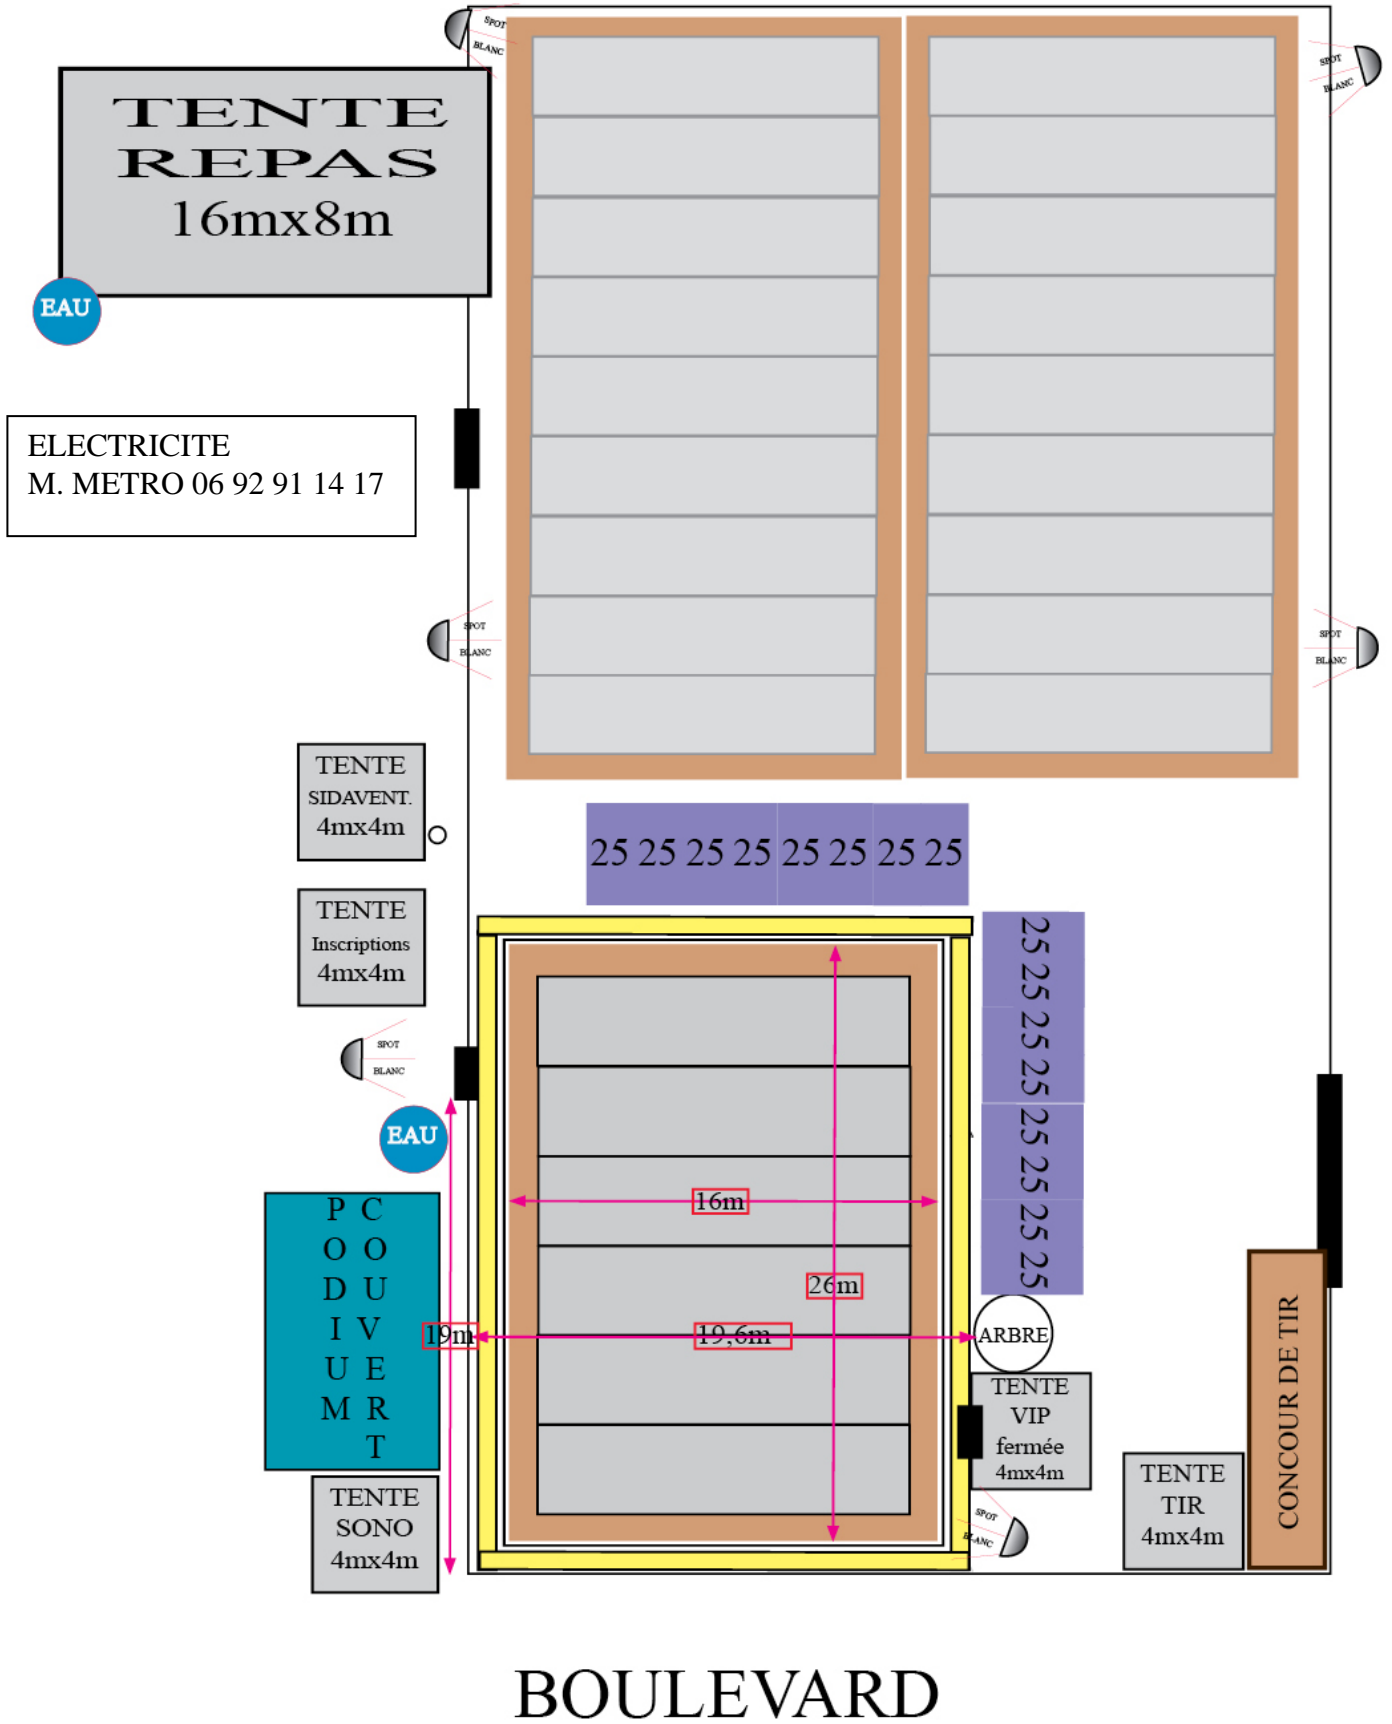 SPOT
BLANC
SPOT
BLANC
TENTE
REPAS
16mx8m
EAU
ELECTRICITE
M. METRO 06 92 91 14 17
SPOT
BLANC
SPOT
BLANC
TENTE
SIDAVENT.
4mx4m
25 25 25 25 25 25 25 25
TENTE
Inscriptions
4mx4m
25 25 25 25 25 25 25 25
SPOT
BLANC
EAU
PODIUM
COUVERT
16m
26m
19m
19,6m
ARBRE
TENTE
VIP
fermée
4mx4m
CONCOUR DE TIR
TENTE
TIR
4mx4m
TENTE
SONO
4mx4m
SPOT
BLANC
BOULEVARD